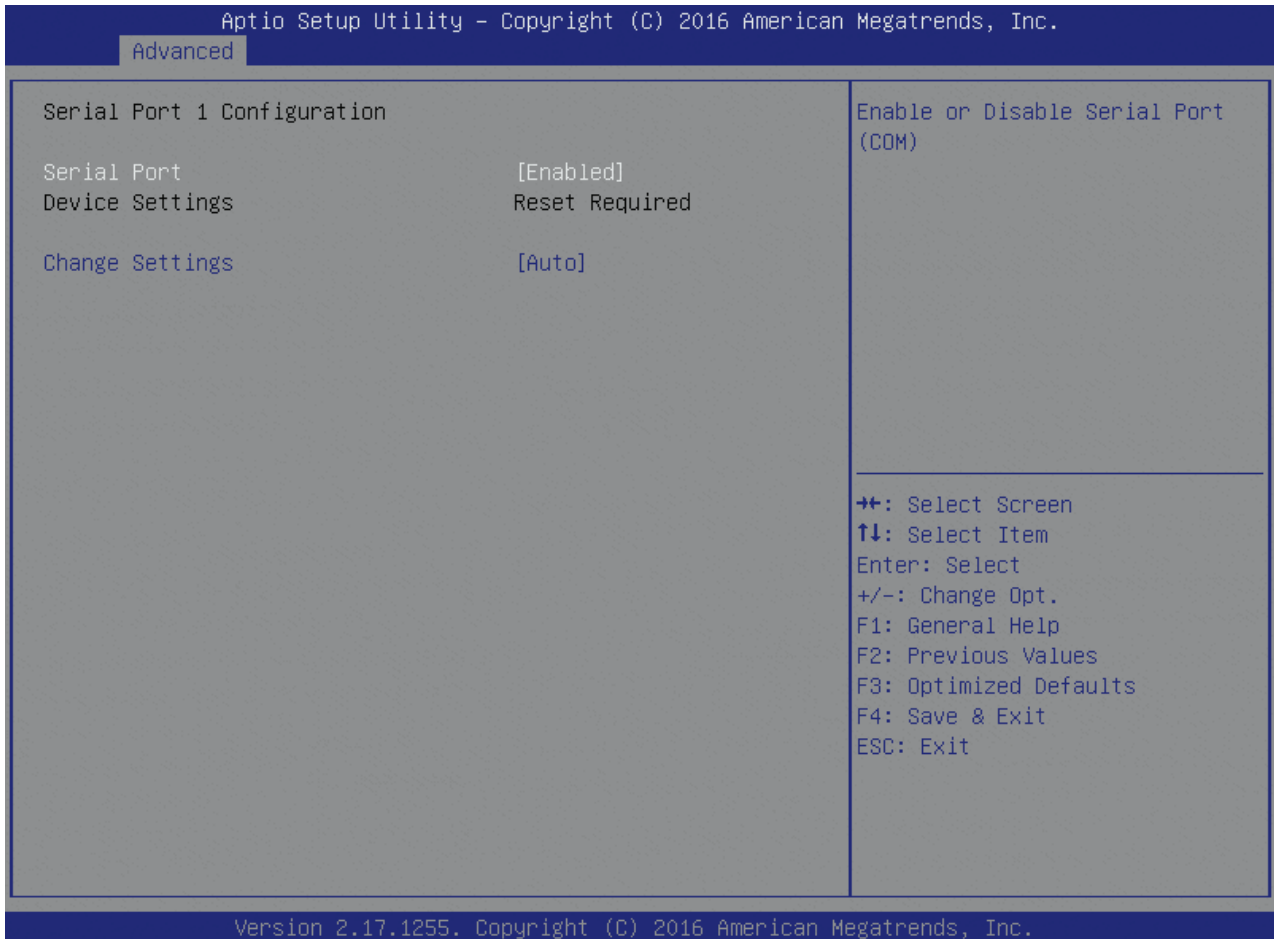 Aptio Setup Utility – Copyright (C) 2016 American Megatrends, Inc.
Advanced
Serial Port 1 Configuration
Serial Port [Enabled]
Device Settings Reset Required
Change Settings [Auto]
Enable or Disable Serial Port
(COM)
→←: Select Screen
↑↓: Select Item
Enter: Select
+/-: Change Opt.
F1: General Help
F2: Previous Values
F3: Optimized Defaults
F4: Save & Exit
ESC: Exit
Version 2.17.1255. Copyright (C) 2016 American Megatrends, Inc.